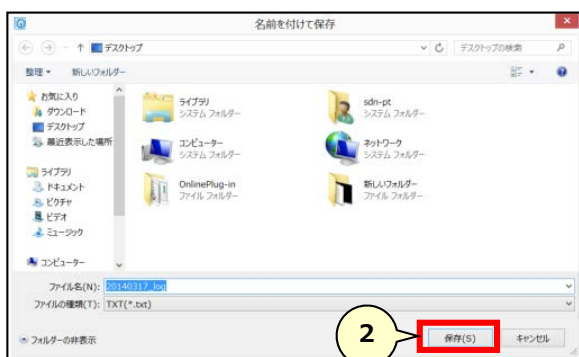 名前を付けて保存
デスクトップ
デスクトップの検索
整理 新しいフォルダー
お気に入り
ダウンロード
デスクトップ
最近表示した場所
ライブラリ
ドキュメント
ピクチャ
ビデオ
ミュージック
コンピューター
ライブラリ
システム フォルダー
sdn-pt
システム フォルダー
コンピューター
システム フォルダー
ネットワーク
システム フォルダー
OnlinePlug-in
ファイル フォルダー
新しいフォルダー
ファイル フォルダー
ファイル名(N): 20140317_log
ファイルの種類(T): TXT(*.txt)
フォルダーの非表示
2
保存(S)
キャンセル